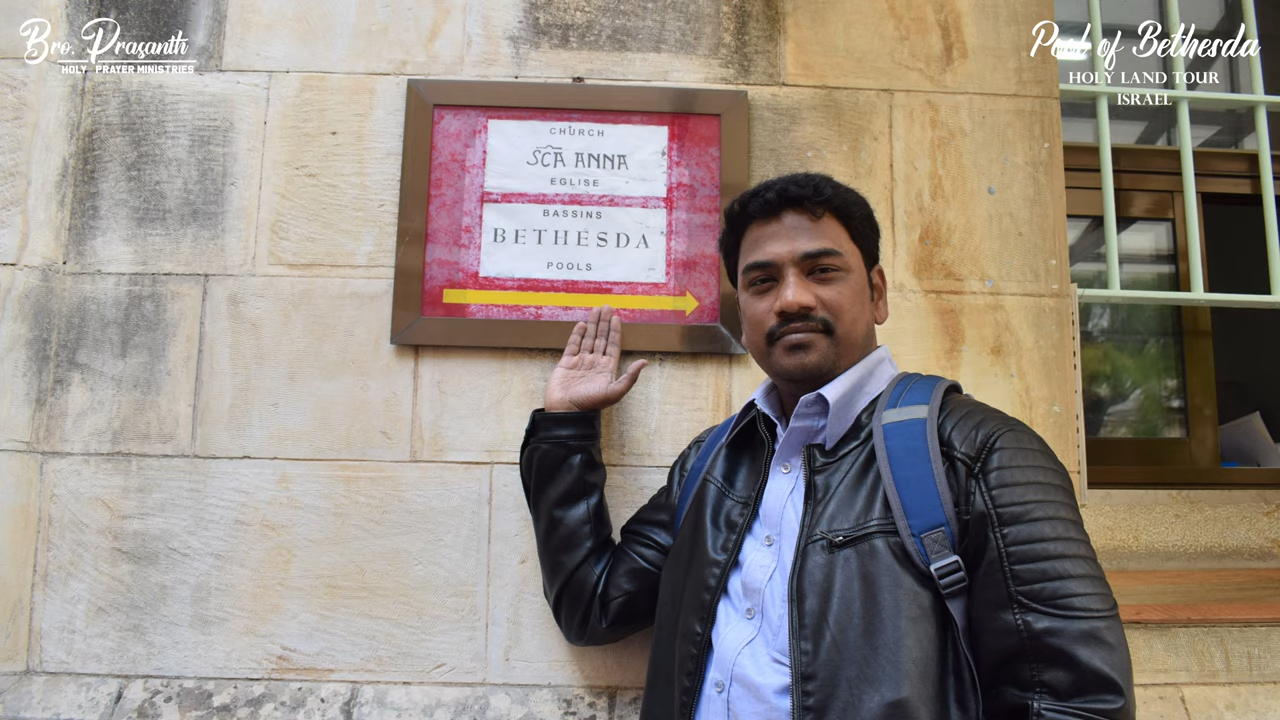 Bro. Prasanth
HOLY PRAYER MINISTRIES
Pool of Bethesda
HOLY LAND TOUR
ISRAEL
CHURCH
SCA ANNA
EGLISE
BASSINS
BETHESDA
POOLS